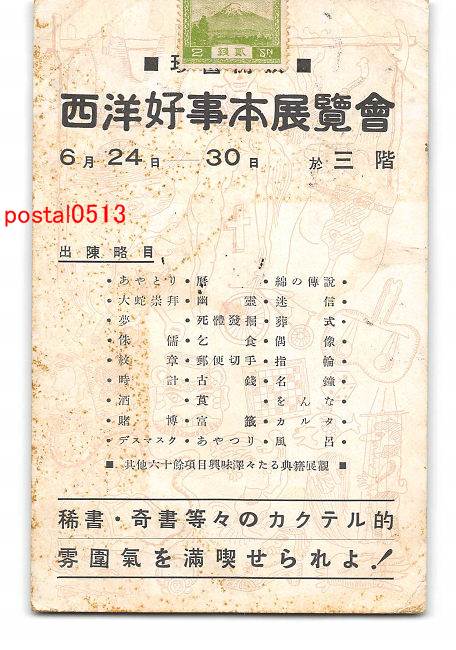 2 貳銭 SN
西洋好事本展覽會
6月24日——30日 於三階
postal0513
出陳略目
・あやとり・曆・綿の傳說・
・大蛇崇拜・幽靈・迷信・
・夢・死體發掘・葬式・
・侏儒・乞食・偶像・
・紋章・郵便切手・指輪・
・時計・古錢・名鐘・
・酒・莨・をんな・
・賭博・富籤・カルタ・
・デスマスク・あやつり・風呂・
■ 其他六十餘項目興味津々たる典籍展觀 ■
稀書・奇書等々のカクテル的
雰圍氣を滿喫せられよ!